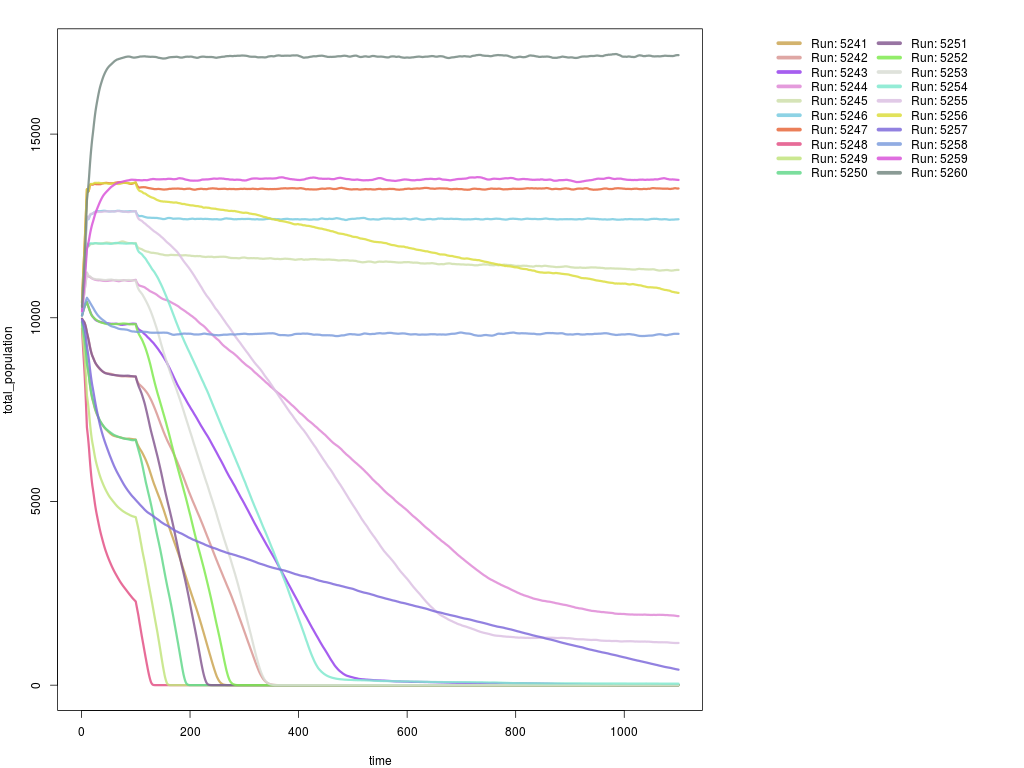 total_population
0
5000
10000
15000
0
200
400
600
800
1000
time
Run: 5241
Run: 5242
Run: 5243
Run: 5244
Run: 5245
Run: 5246
Run: 5247
Run: 5248
Run: 5249
Run: 5250
Run: 5251
Run: 5252
Run: 5253
Run: 5254
Run: 5255
Run: 5256
Run: 5257
Run: 5258
Run: 5259
Run: 5260